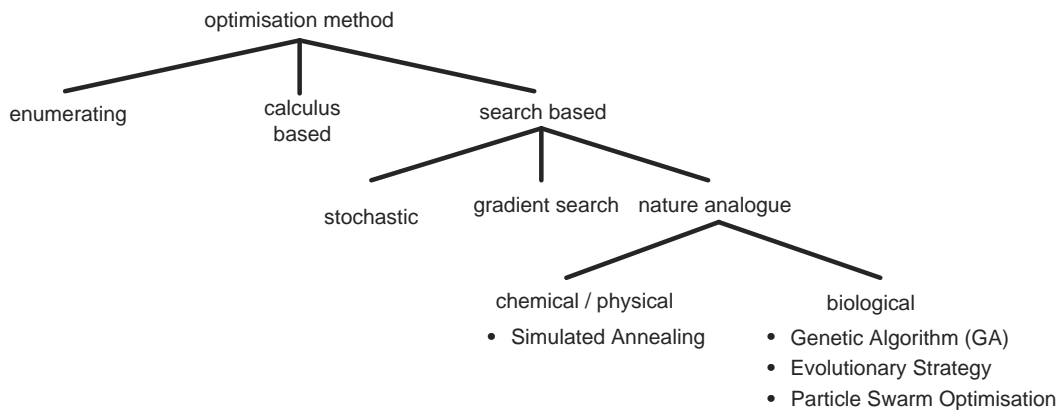 optimisation method
enumerating
calculus
based
search based
stochastic
gradient search
nature analogue
chemical / physical
biological
• Simulated Annealing
• Genetic Algorithm (GA)
• Evolutionary Strategy
• Particle Swarm Optimisation